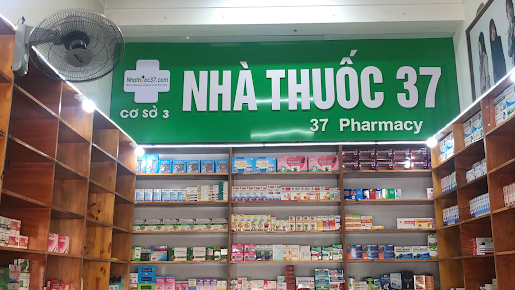 Nhathuoc37.com
CƠ SỞ 3
NHÀ THUỐC 37
37 Pharmacy